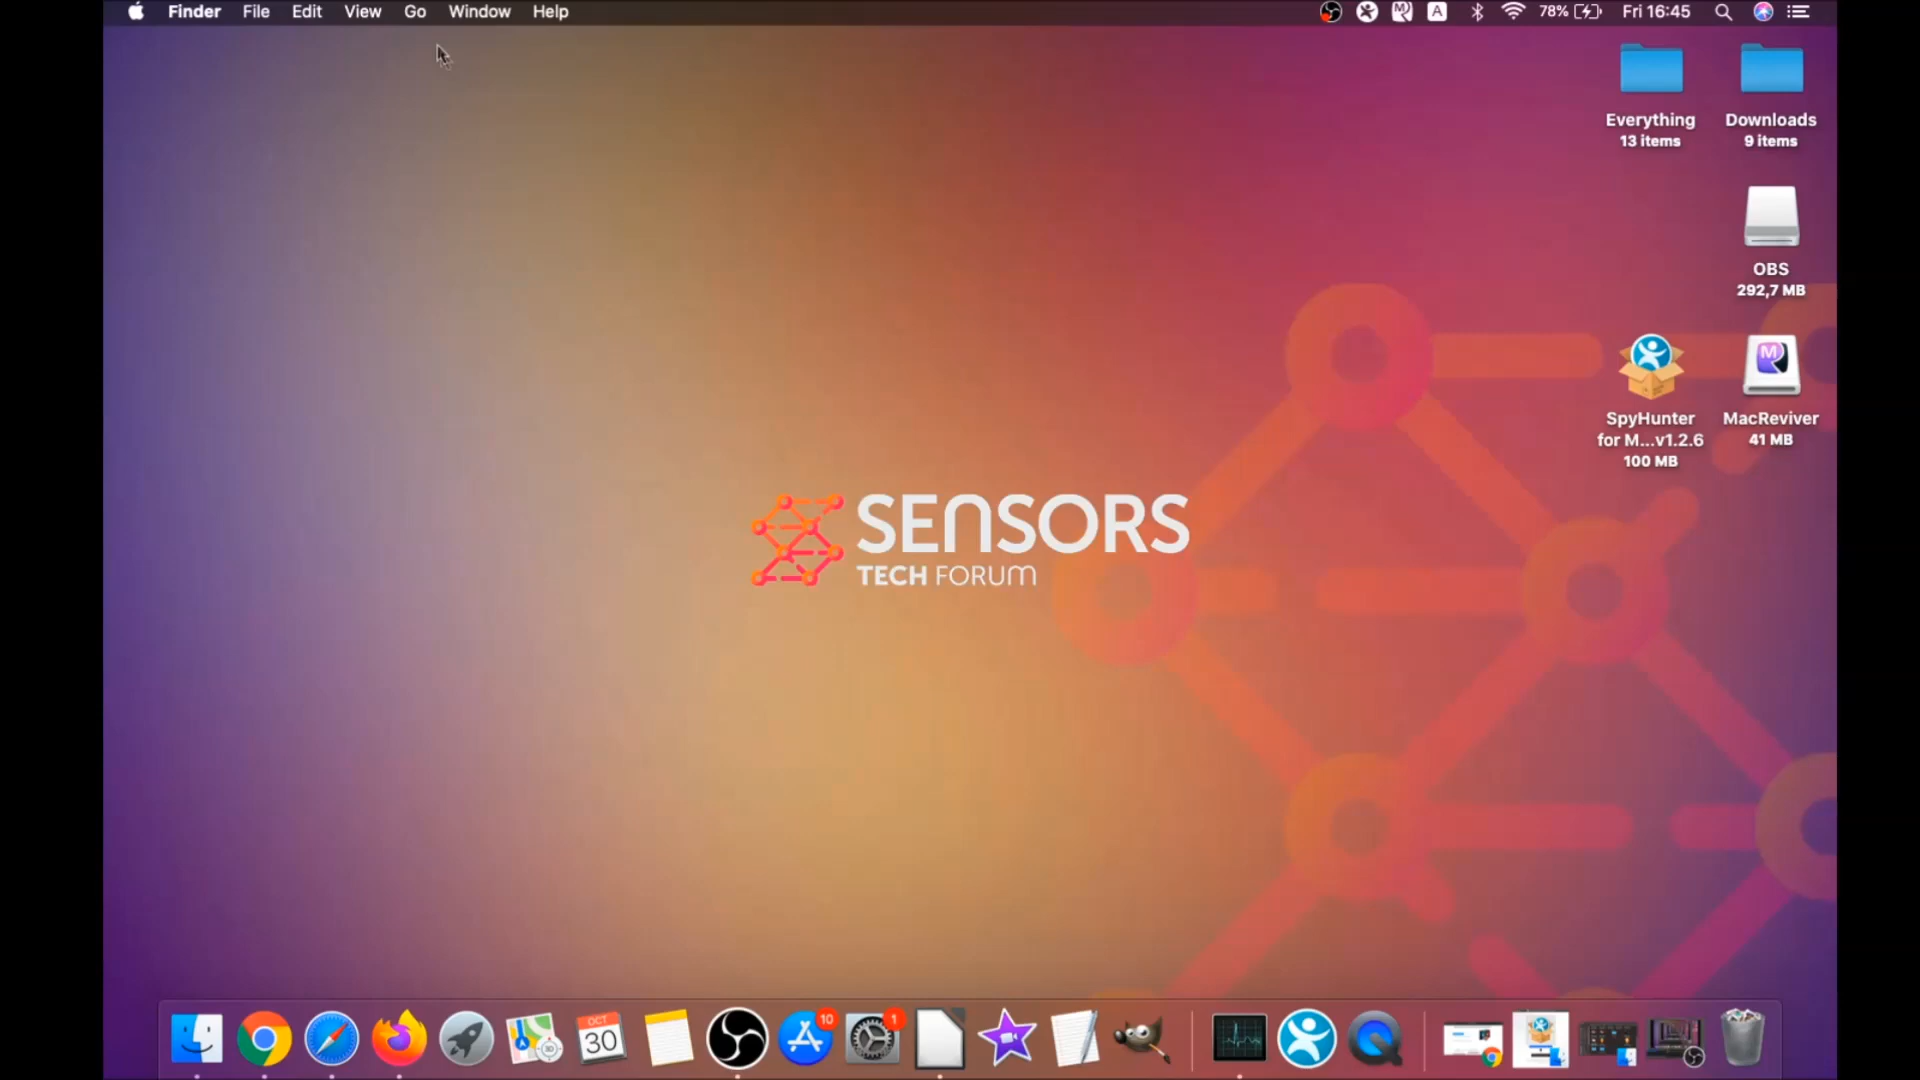 Finder File Edit View Go Window Help
A 78% Fri 16:45
Everything
13 items
Downloads
9 items
OBS
292,7 MB
SpyHunter
for M...v1.2.6
100 MB
MacReviver
41 MB
SENSORS
TECH FORUM
OCT
30
10
1